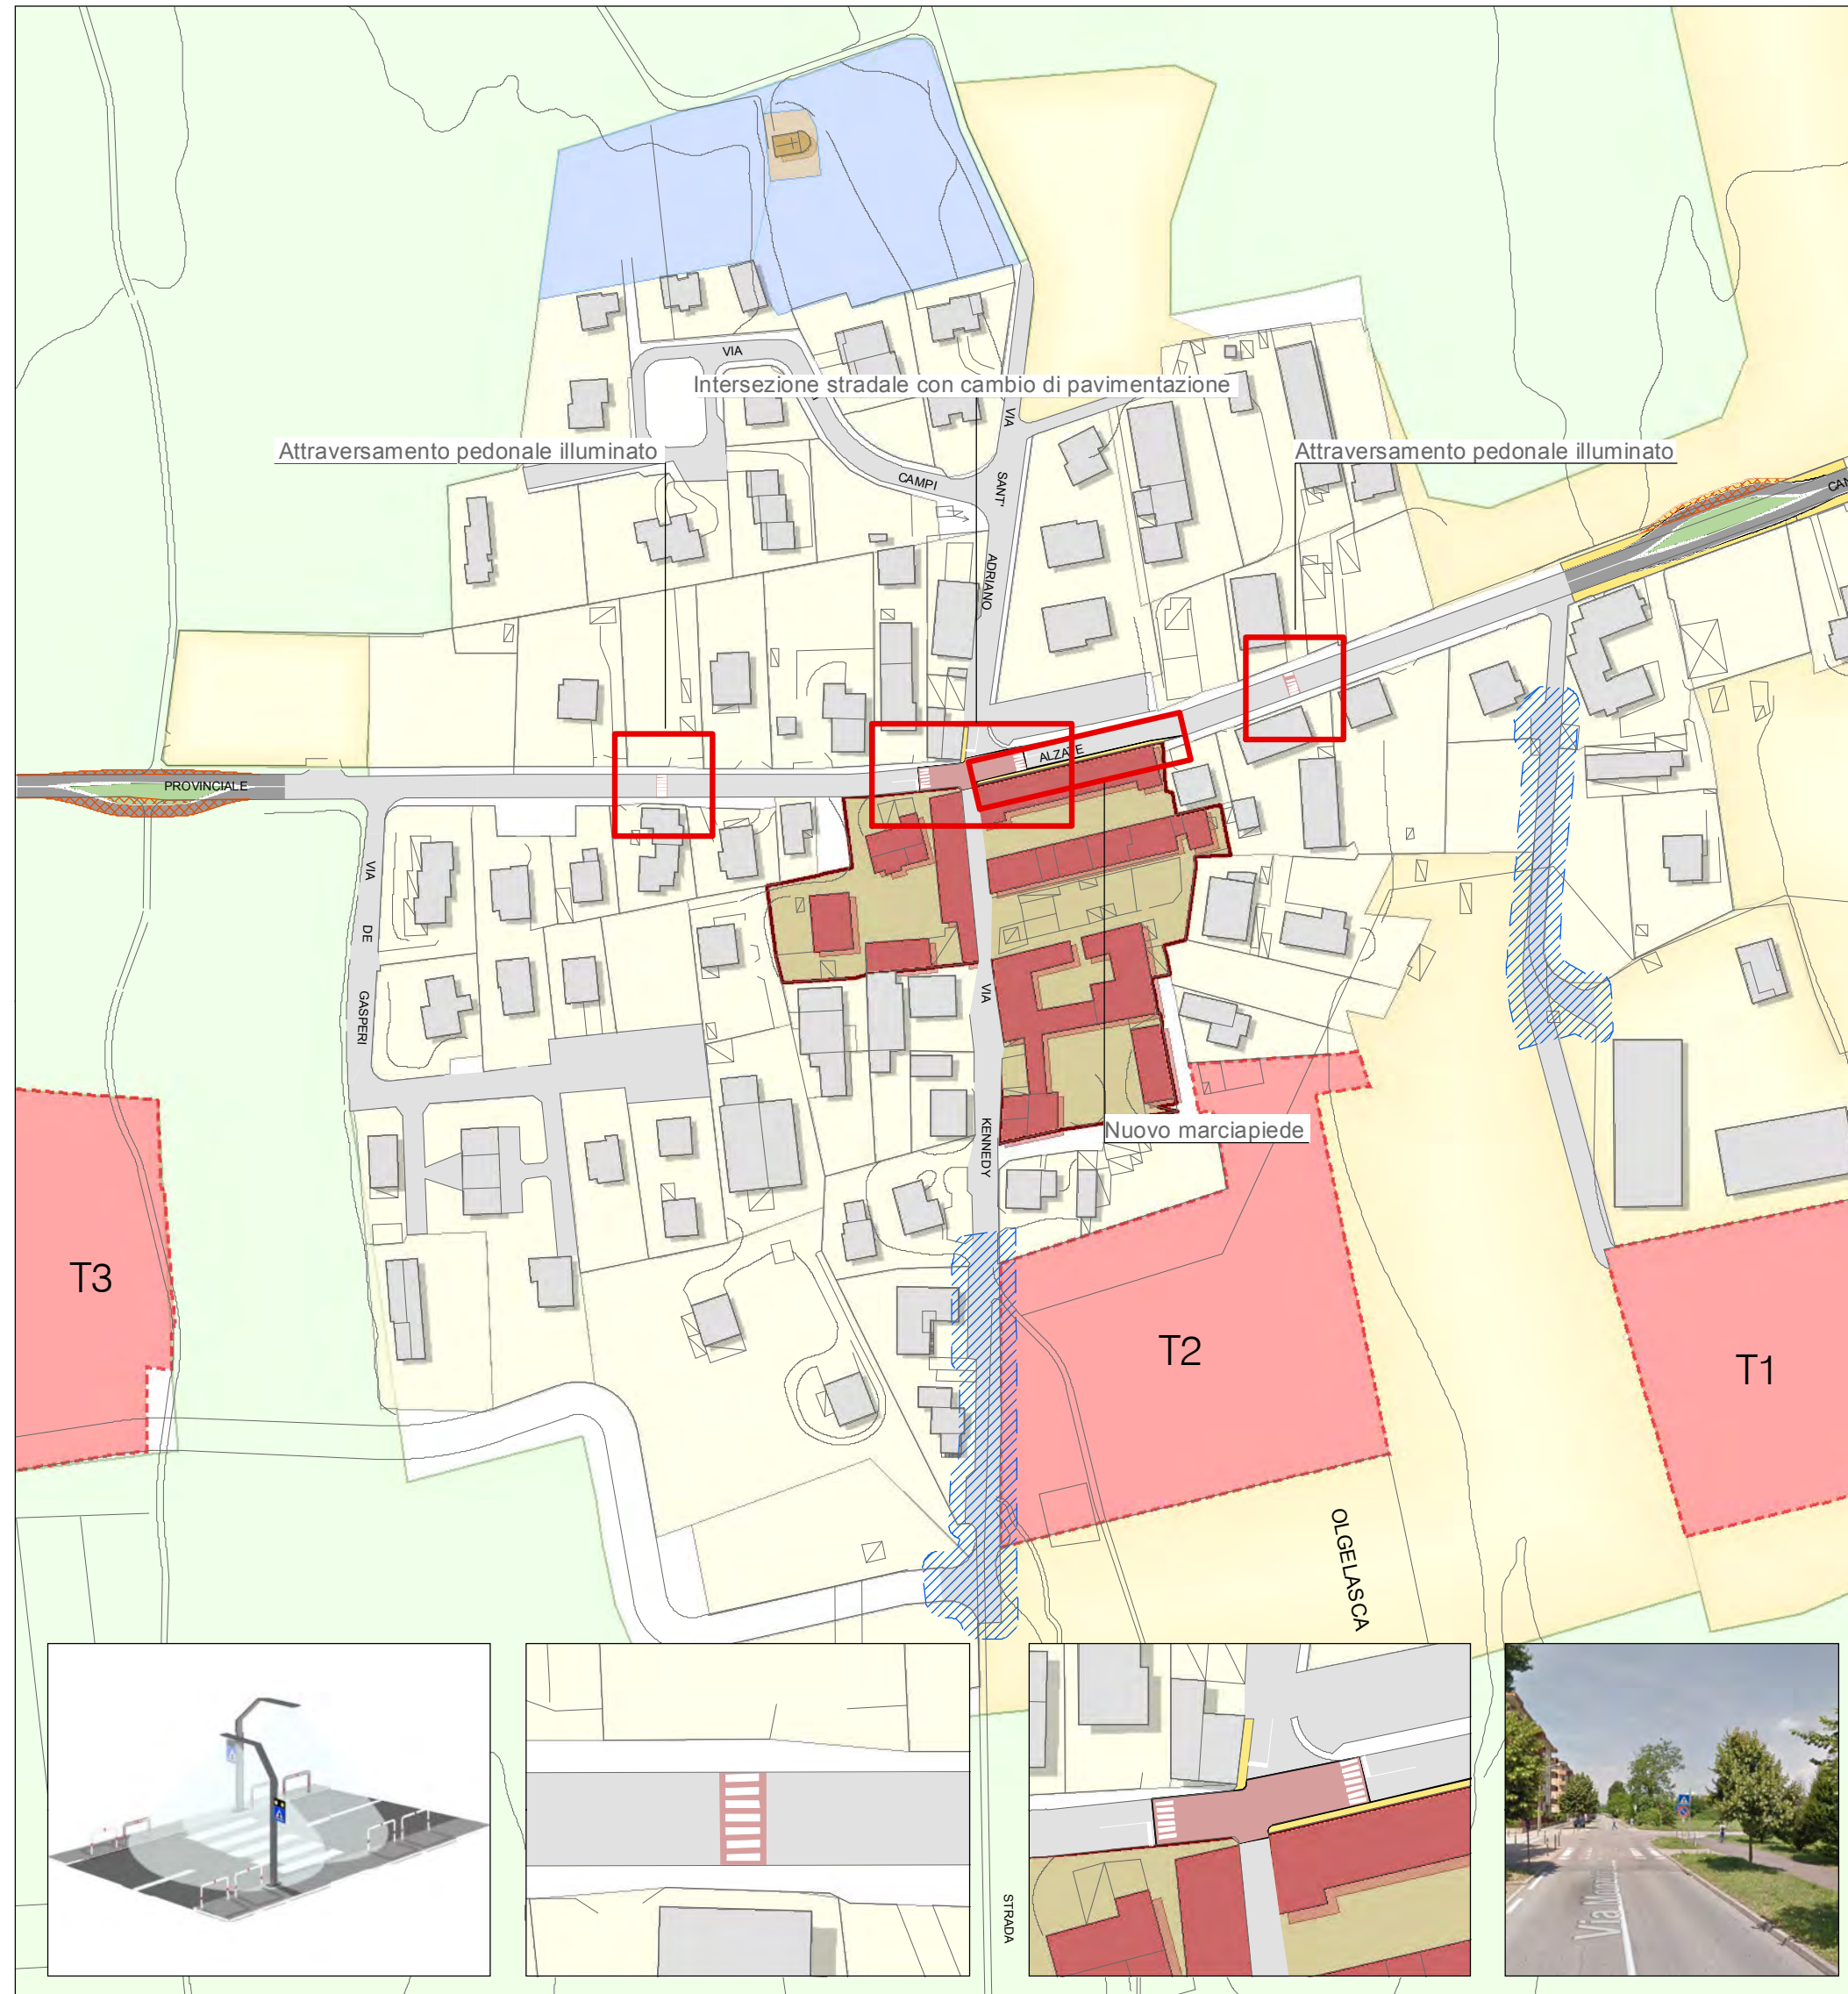 VIA
Intersezione stradale con cambio di pavimentazione
VIA
Attraversamento pedonale illuminato
Attraversamento pedonale illuminato
CAMPI
SANT'
CAN
ADRIANO
ALZATE
PROVINCIALE
VIA
DE
GASPERI
VIA
KENNEDY
Nuovo marciapiede
T3
T2
T1
OLGELASCA
STRADA